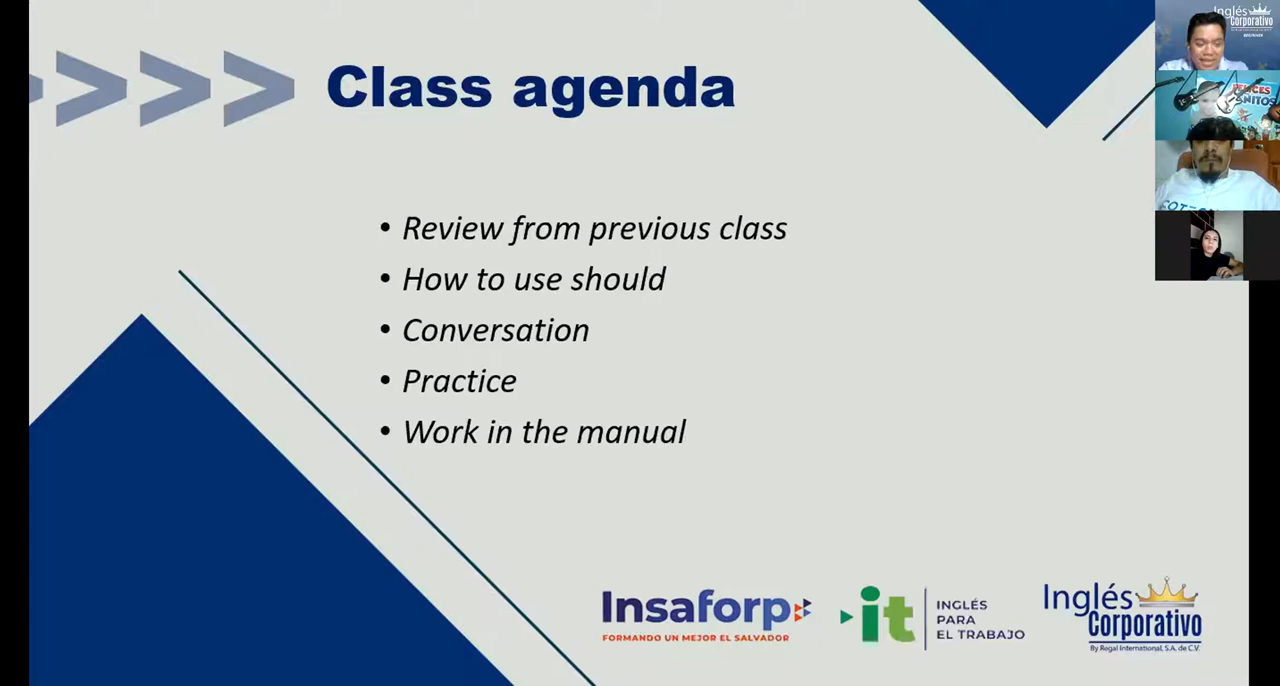 Class agenda
• Review from previous class
• How to use should
• Conversation
• Practice
• Work in the manual
Insaforp
FORMANDO UN MEJOR EL SALVADOR
it
INGLÉS
PARA
EL TRABAJO
Inglés
Corporativo
By Regal International, S.A. de C.V.
Inglés
Corporativo
FELICES